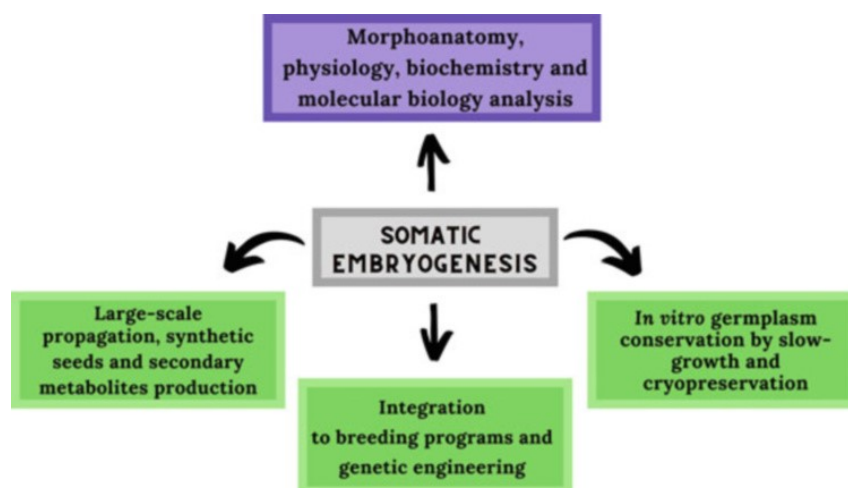 Morphoanatomy,
physiology, biochemistry and
molecular biology analysis
SOMATIC
EMBRYOGENESIS
Large-scale
propagation, synthetic
seeds and secondary
metabolites production
Integration
to breeding programs and
genetic engineering
In vitro germplasm
conservation by slow-
growth and
cryopreservation